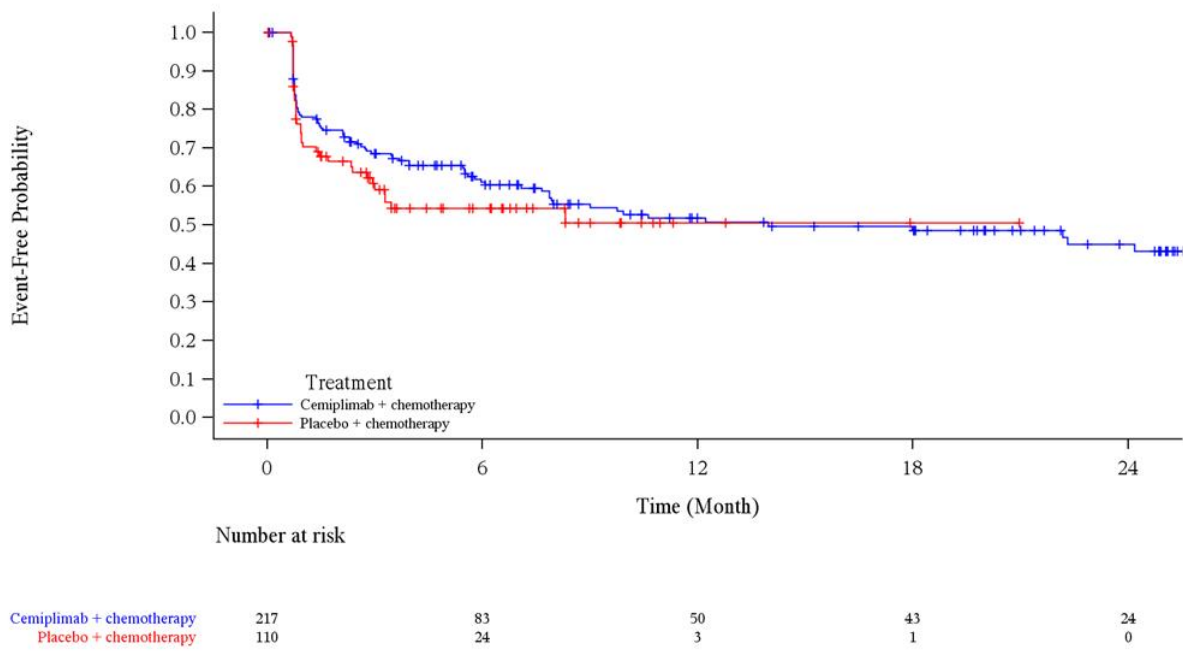 1.0
0.9
0.8
0.7
0.6
0.5
0.4
0.3
0.2
0.1
0.0
Event-Free Probability
Treatment
Cemiplimab + chemotherapy
Placebo + chemotherapy
0 6 12 18 24
Time (Month)
Number at risk
Cemiplimab + chemotherapy 217 83 50 43 24
Placebo + chemotherapy 110 24 3 1 0